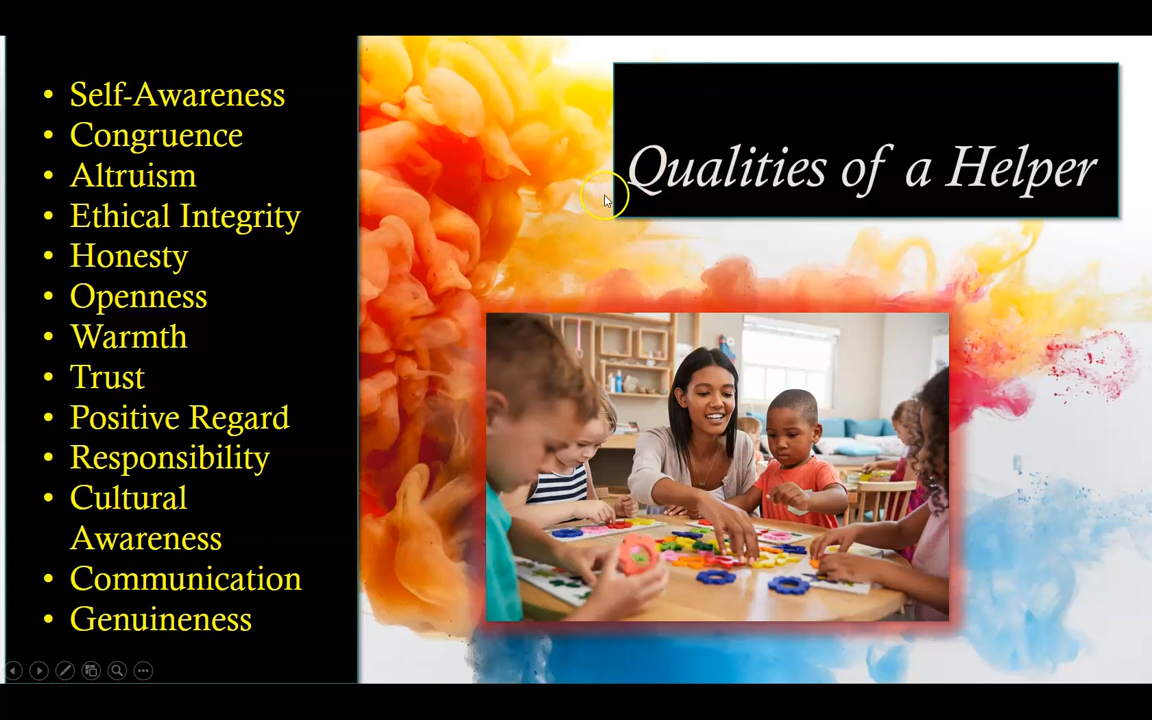 Qualities of a Helper
• Self-Awareness
• Congruence
• Altruism
• Ethical Integrity
• Honesty
• Openness
• Warmth
• Trust
• Positive Regard
• Responsibility
• Cultural
Awareness
• Communication
• Genuineness